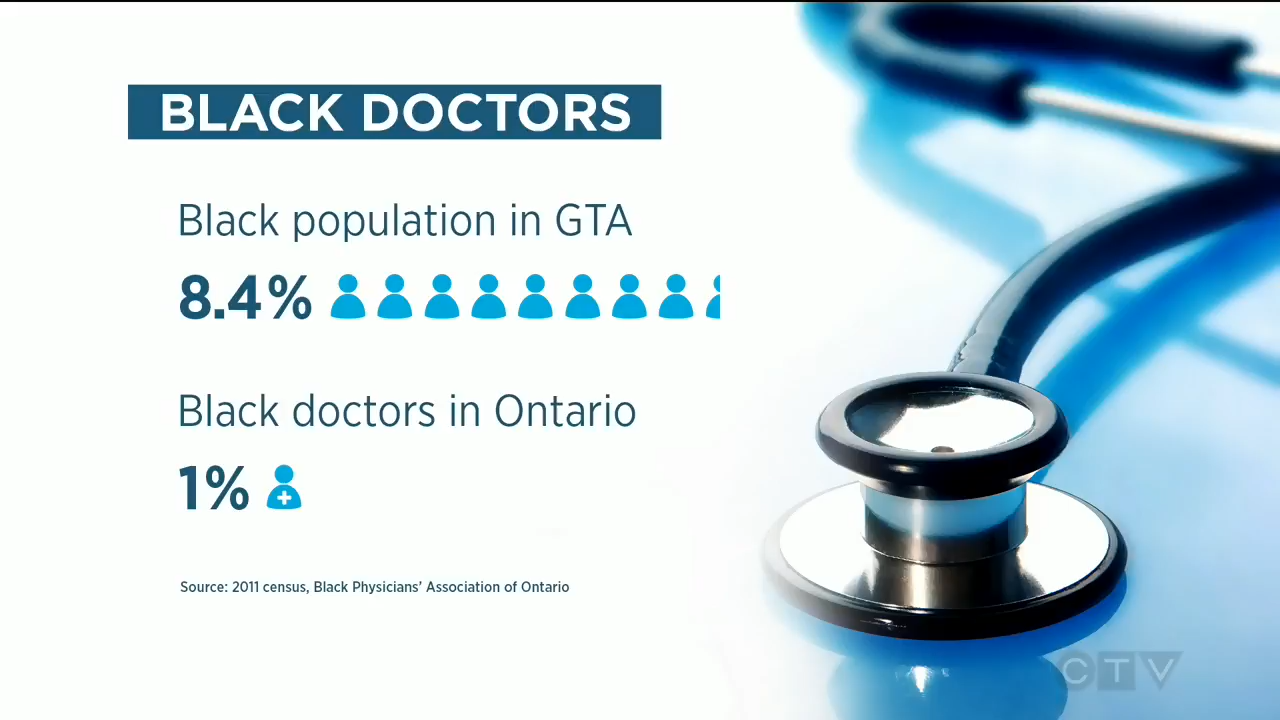 BLACK DOCTORS
Black population in GTA
8.4%
Black doctors in Ontario
1%
Source: 2011 census, Black Physicians' Association of Ontario
CTV